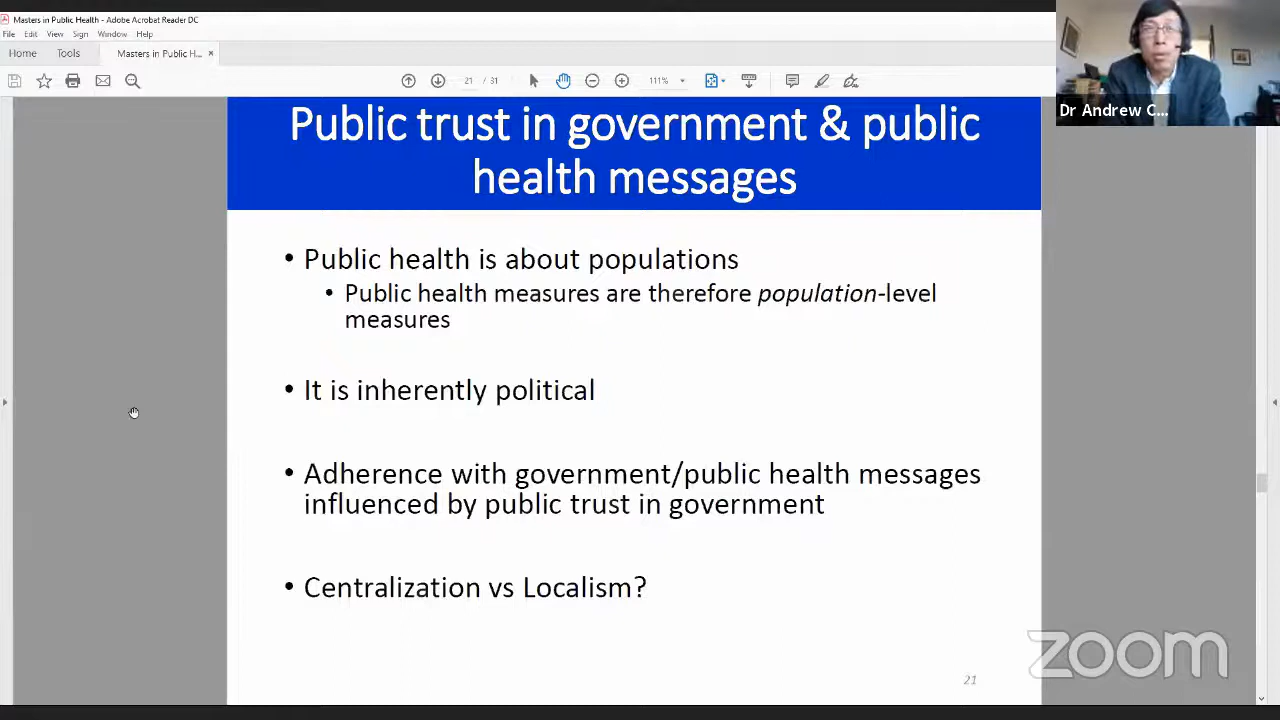 Masters in Public Health - Adobe Acrobat Reader DC
File Edit View Sign Window Help
Home Tools Masters in Public H... ×
21 / 31 111%
Dr Andrew C...
Public trust in government & public
health messages
• Public health is about populations
• Public health measures are therefore population-level
measures
• It is inherently political
• Adherence with government/public health messages
influenced by public trust in government
• Centralization vs Localism?
21
zoom